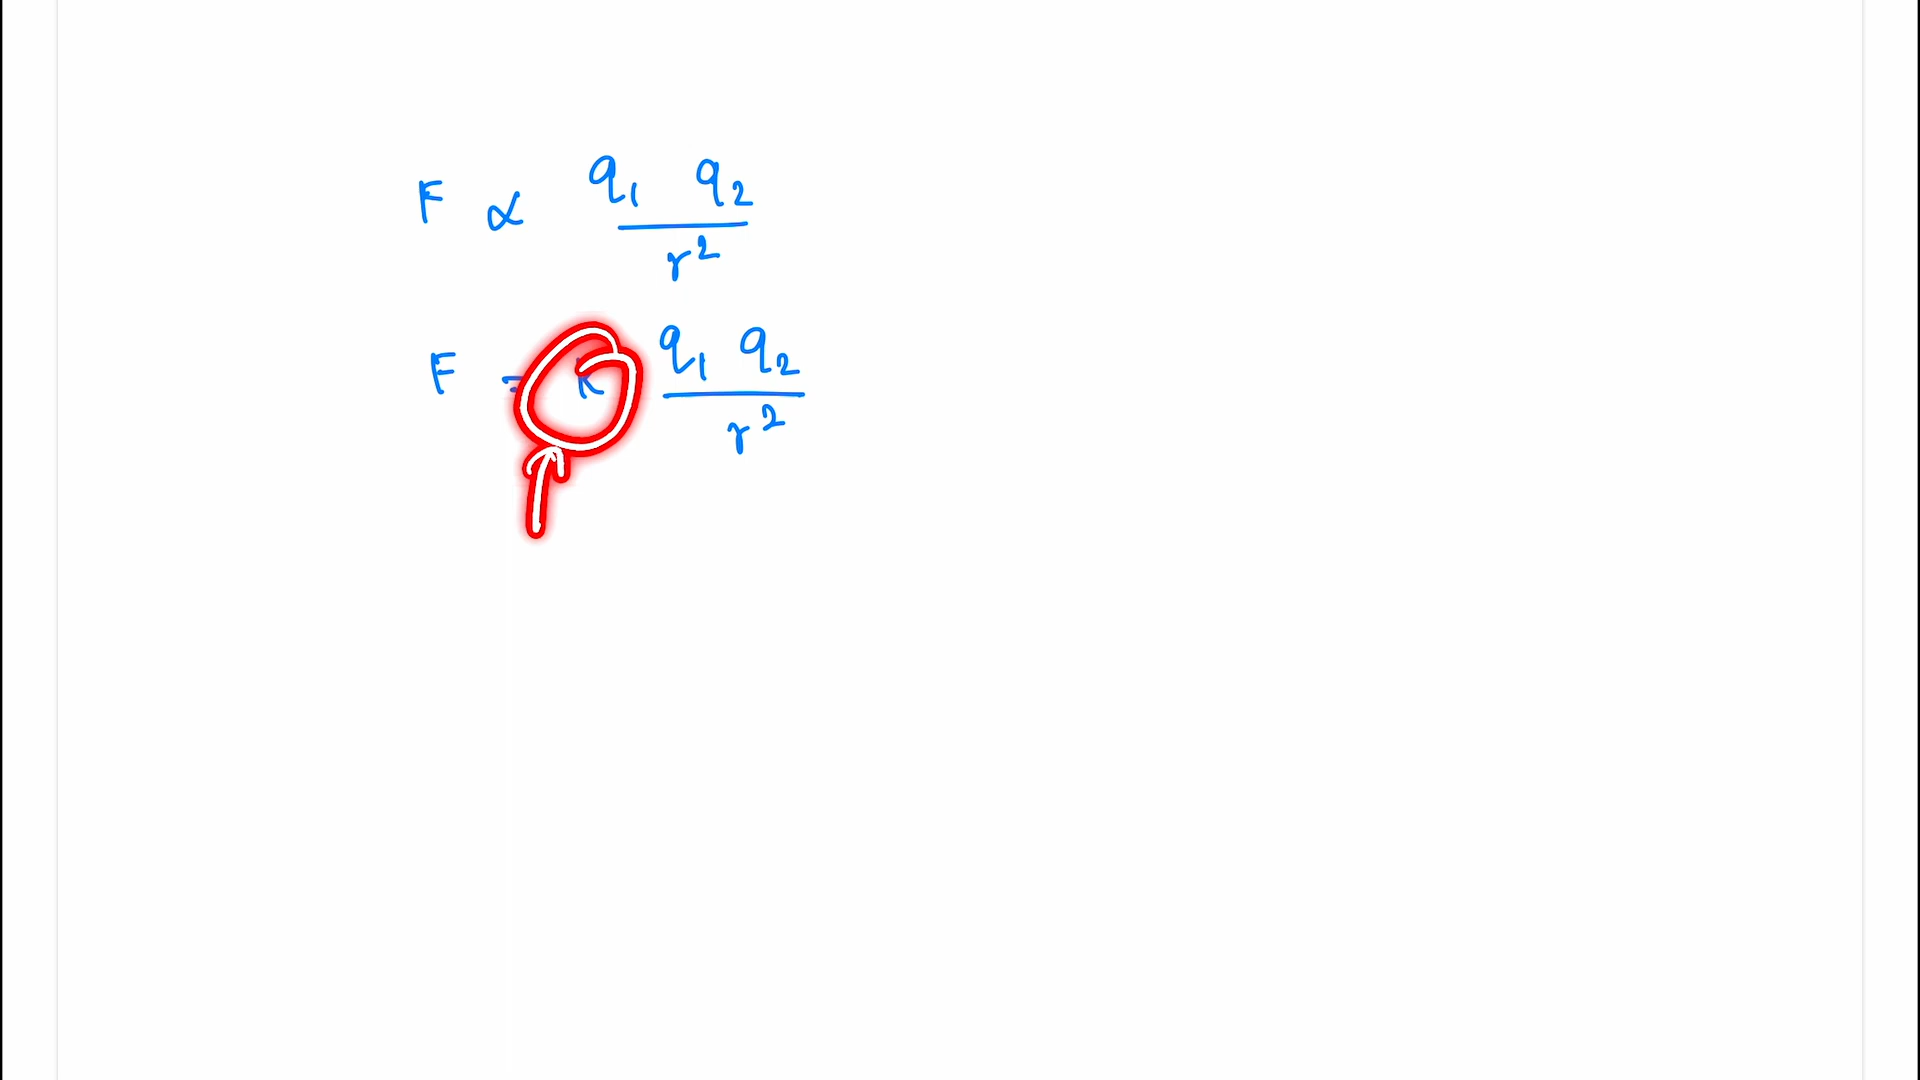 F ∝ q₁ q₂ / r²
F = K q₁ q₂ / r²